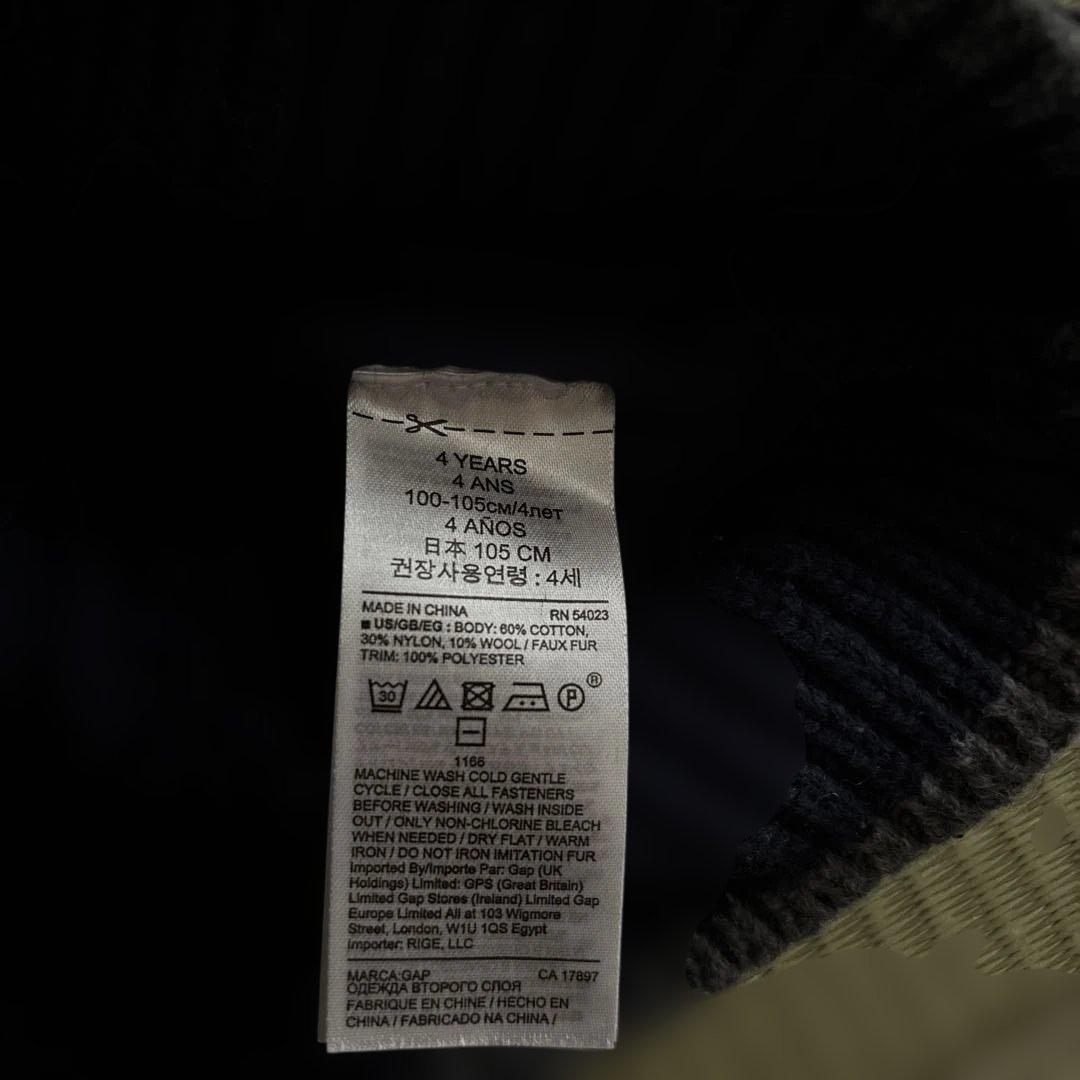 4 YEARS
4 ANS
100-105см/4лет
4 AÑOS
日本 105 CM
권장사용연령 : 4세
MADE IN CHINA RN 54023
■ US/GB/EG : BODY: 60% COTTON,
30% NYLON, 10% WOOL / FAUX FUR
TRIM: 100% POLYESTER
30 P ®
1166
MACHINE WASH COLD GENTLE
CYCLE / CLOSE ALL FASTENERS
BEFORE WASHING / WASH INSIDE
OUT / ONLY NON-CHLORINE BLEACH
WHEN NEEDED / DRY FLAT / WARM
IRON / DO NOT IRON IMITATION FUR
Imported By/Importe Par: Gap (UK
Holdings) Limited: GPS (Great Britain)
Limited Gap Stores (Ireland) Limited Gap
Europe Limited All at 103 Wigmore
Street, London, W1U 1QS Egypt
Importer: RIGE, LLC
MARCA:GAP CA 17897
ОДЕЖДА ВТОРОГО СЛОЯ
FABRIQUE EN CHINE / HECHO EN
CHINA / FABRICADO NA CHINA /